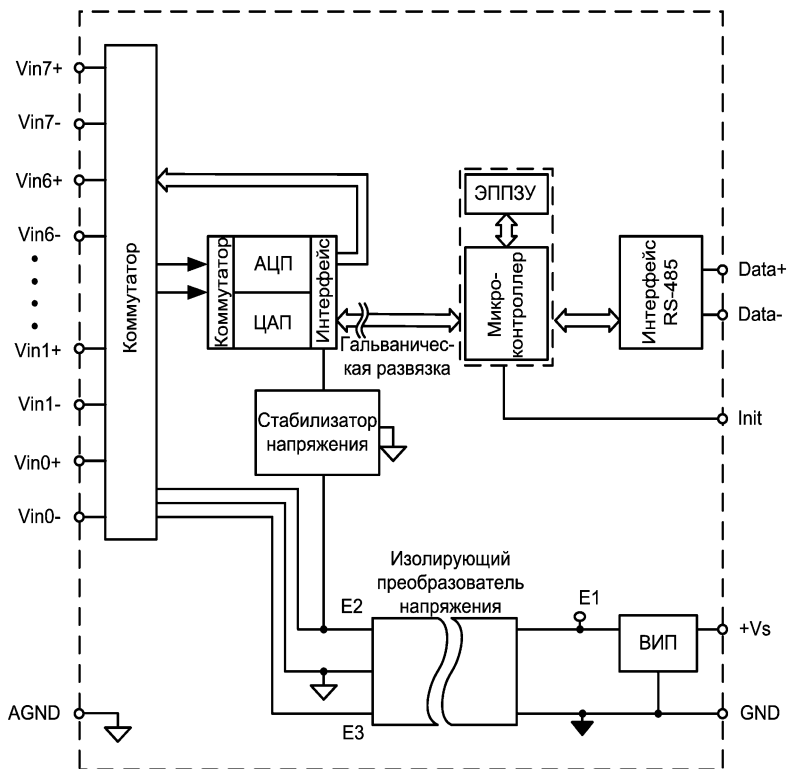 Vin7+
Vin7-
Vin6+
Vin6-
Vin1+
Vin1-
Vin0+
Vin0-
AGND
Коммутатор
Коммутатор
АЦП
ЦАП
Интерфейс
Гальваничес-
кая развязка
Стабилизатор
напряжения
ЭППЗУ
Микро-
контроллер
Интерфейс
RS-485
Data+
Data-
Init
Изолирующий
преобразователь
напряжения
E2
E3
E1
ВИП
+Vs
GND